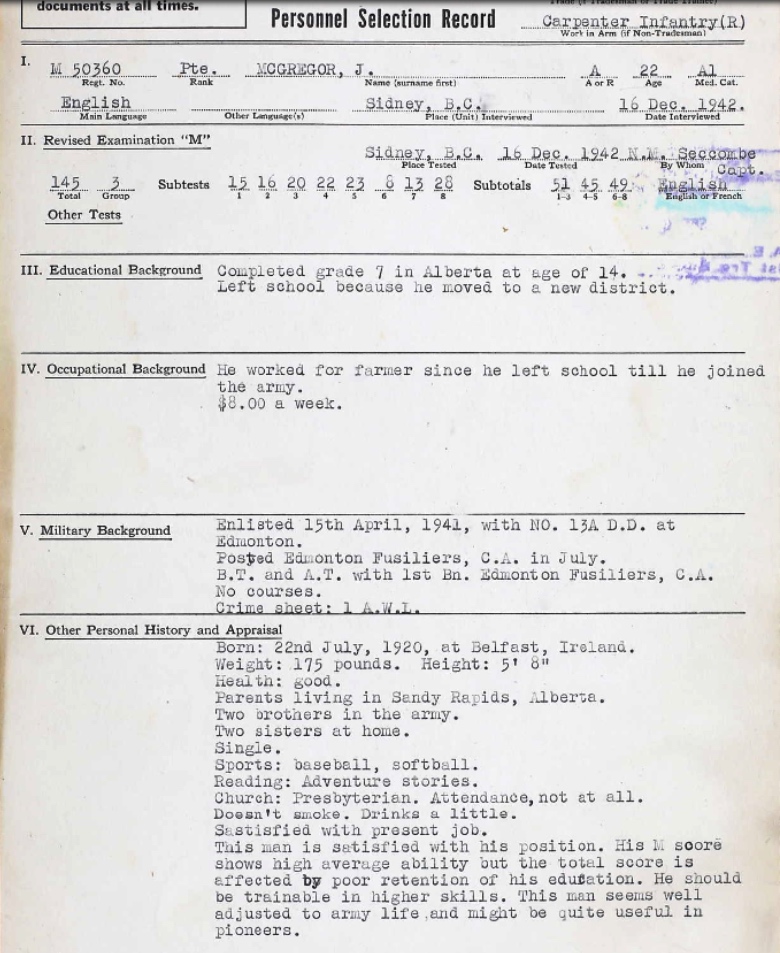 documents at all times.
Personnel Selection Record
Carpenter Infantry(R)
Work in Arm (if Non-Tradesman)
I.
M 50360 Pte. MCGREGOR, J. A 22 A1
Regt. No. Rank Name (surname first) A or R Age Med. Cat.
English Sidney, B.C. 16 Dec. 1942.
Main Language Other Language(s) Place (Unit) Interviewed Date Interviewed
II. Revised Examination "M"
Sidney, B.C. 16 Dec. 1942 N.M. Seccombe
Place Tested Date Tested By Whom Capt.
145 3 Subtests 15 16 20 22 23 8 13 28 Subtotals 51 45 49 English
Total Group 1 2 3 4 5 6 7 8 1-3 4-5 6-8 English or French
Other Tests
III. Educational Background Completed grade 7 in Alberta at age of 14.
Left school because he moved to a new district.
IV. Occupational Background He worked for farmer since he left school till he joined
the army.
$8.00 a week.
V. Military Background Enlisted 15th April, 1941, with NO. 13A D.D. at
Edmonton.
Posted Edmonton Fusiliers, C.A. in July.
B.T. and A.T. with 1st Bn. Edmonton Fusiliers, C.A.
No courses.
Crime sheet: 1 A.W.L.
VI. Other Personal History and Appraisal
Born: 22nd July, 1920, at Belfast, Ireland.
Weight: 175 pounds. Height: 5' 8"
Health: good.
Parents living in Sandy Rapids, Alberta.
Two brothers in the army.
Two sisters at home.
Single.
Sports: baseball, softball.
Reading: Adventure stories.
Church: Presbyterian. Attendance,not at all.
Doesn't smoke. Drinks a little.
Sastisfied with present job.
This man is satisfied with his position. His M score
shows high average ability but the total score is
affected by poor retention of his education. He should
be trainable in higher skills. This man seems well
adjusted to army life,and might be quite useful in
pioneers.